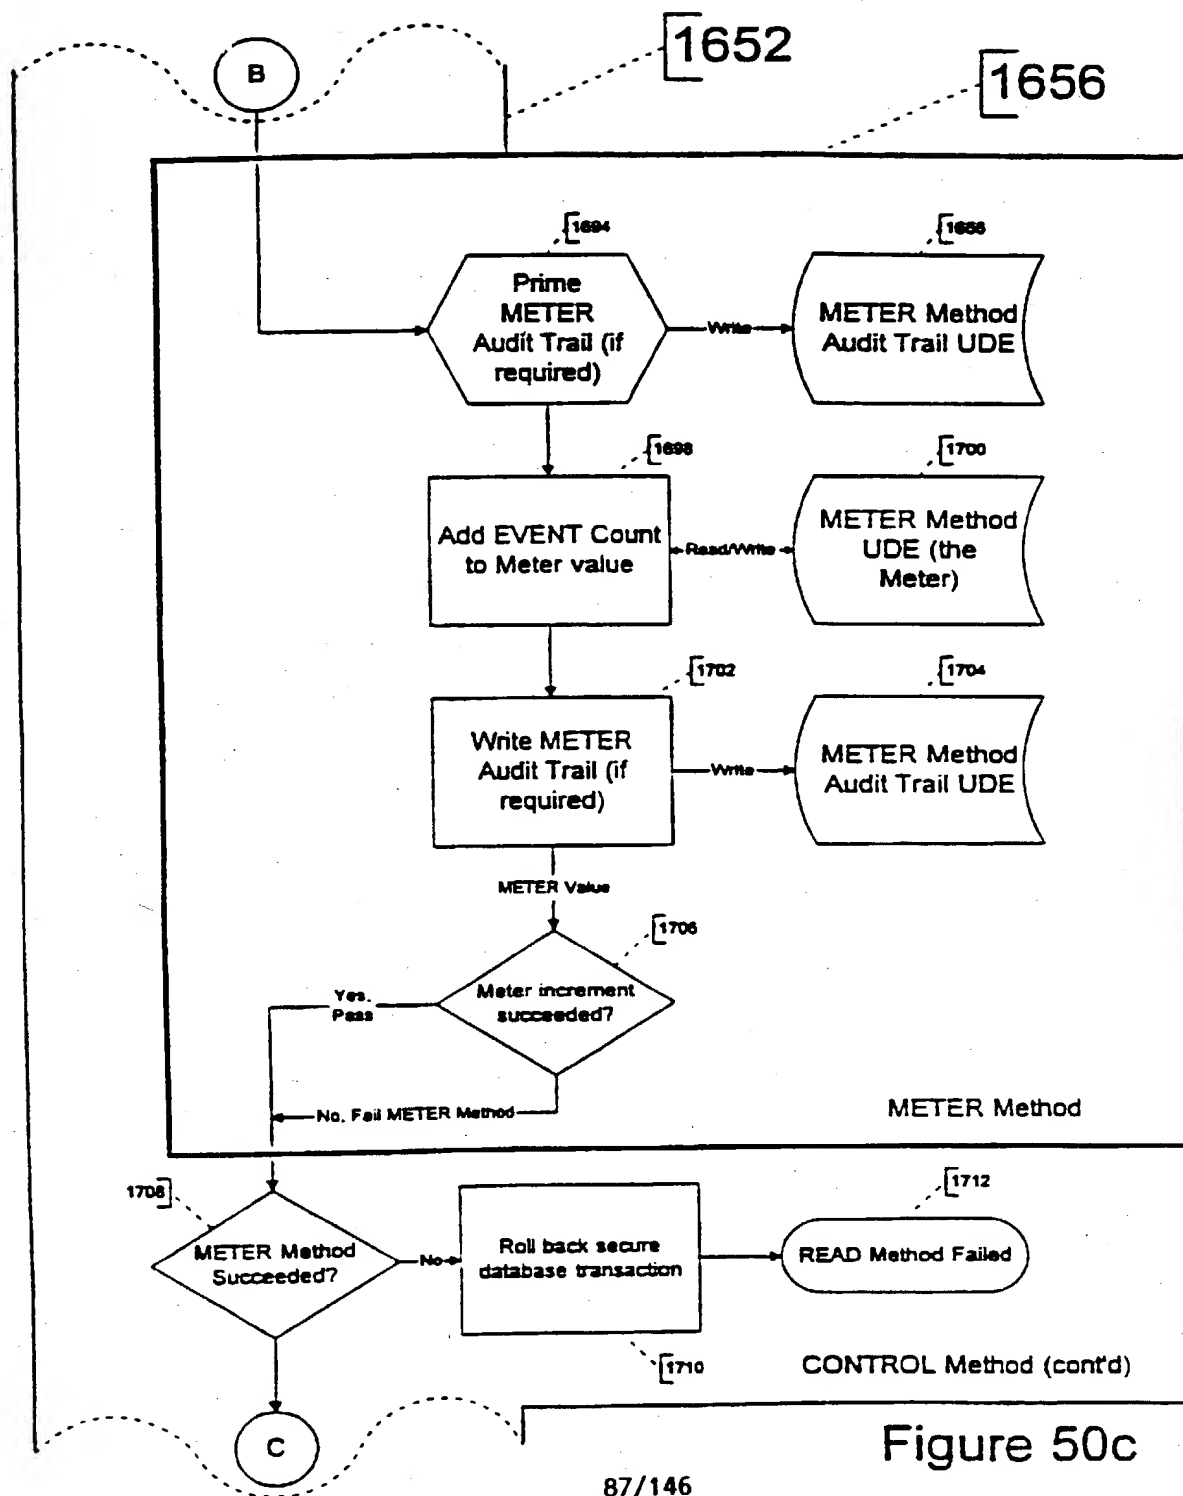 1652
B
1656
1694
Prime
METER
Audit Trail (if
required)
Write
1656
METER Method
Audit Trail UDE
1698
Add EVENT Count
to Meter value
Read/Write
1700
METER Method
UDE (the
Meter)
1702
Write METER
Audit Trail (if
required)
Write
1704
METER Method
Audit Trail UDE
METER Value
1706
Meter increment
succeeded?
Yes.
Pass
No. Fail METER Method
METER Method
1708
METER Method
Succeeded?
No
Roll back secure
database transaction
1710
1712
READ Method Failed
CONTROL Method (cont'd)
C
Figure 50c
87/146